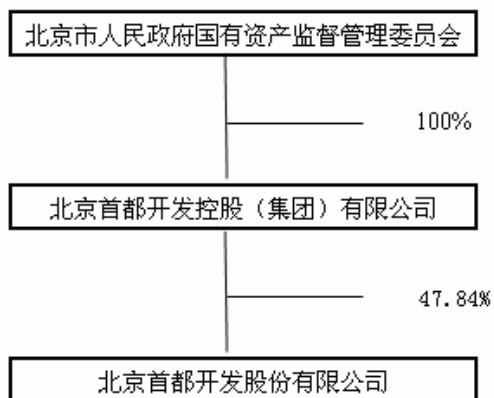 北京市人民政府国有资产监督管理委员会
100%
北京首都开发控股（集团）有限公司
47.84%
北京首都开发股份有限公司